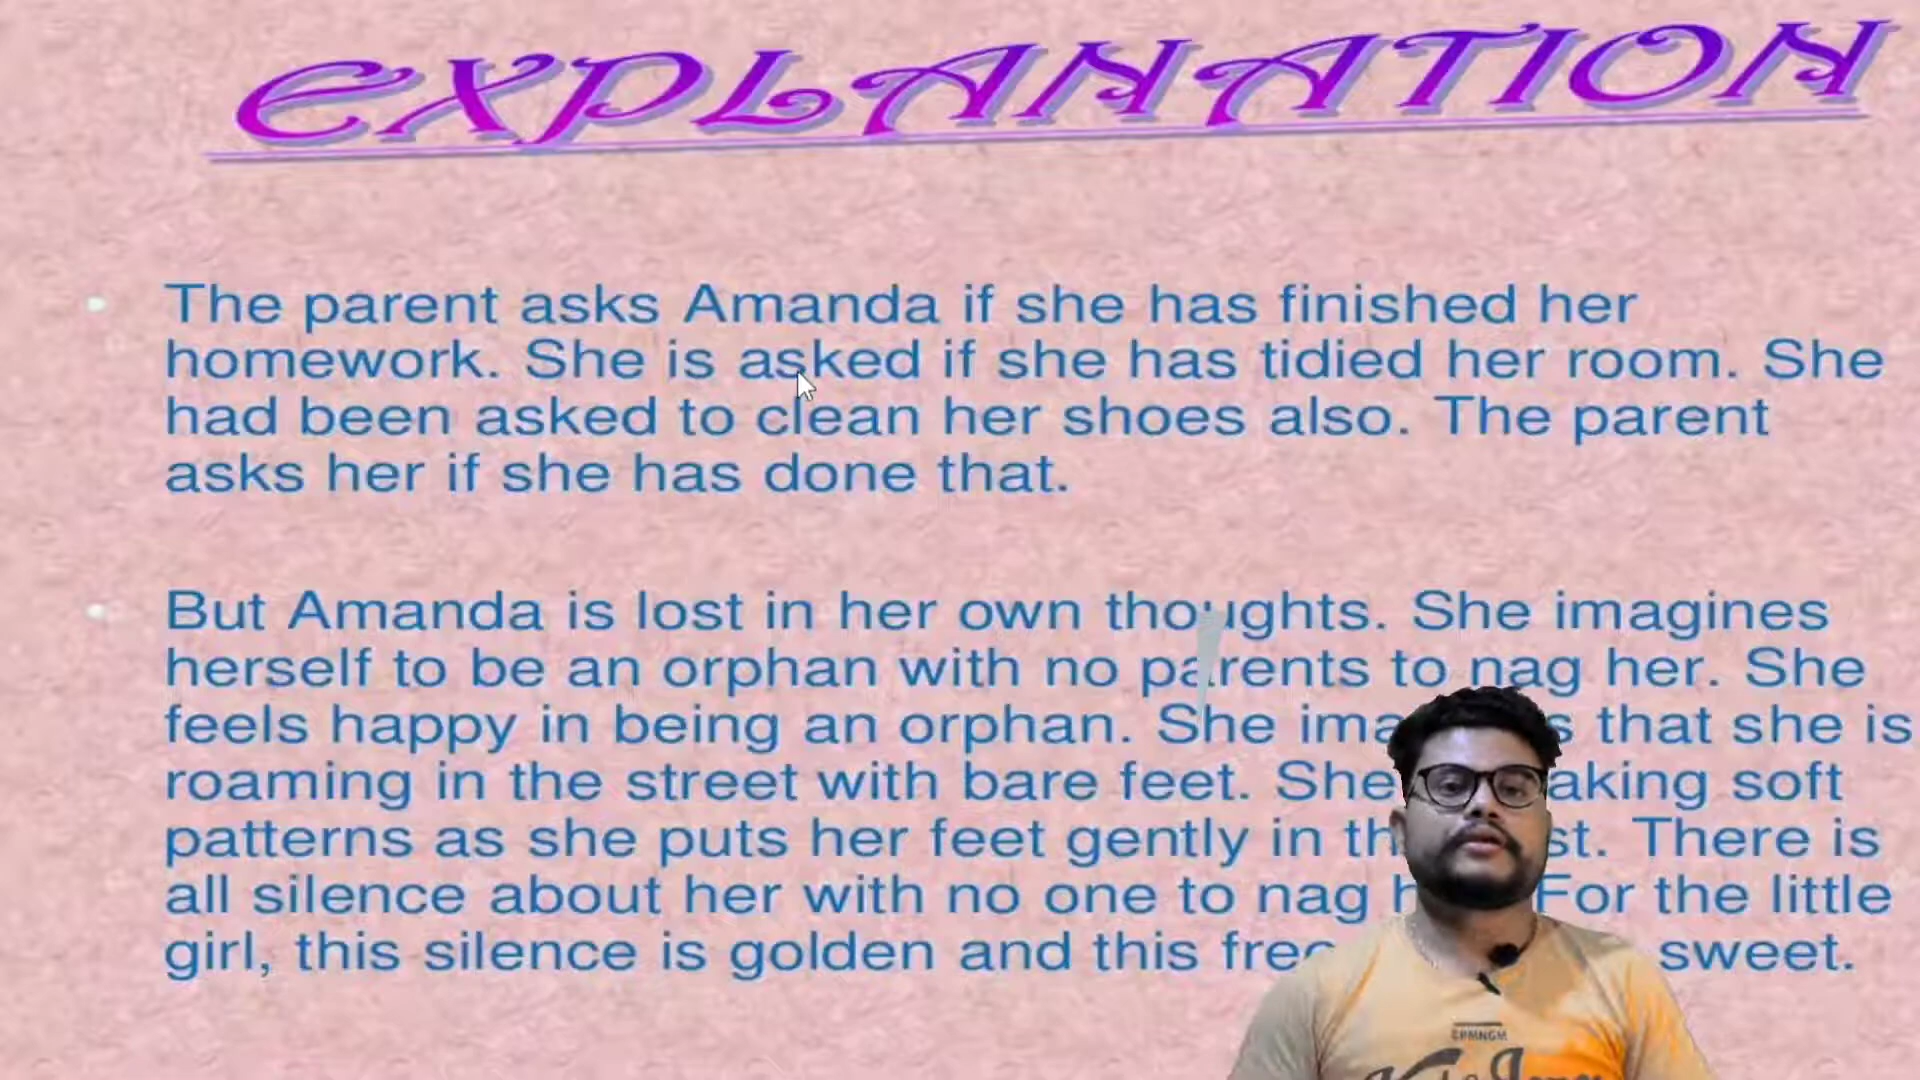 EXPLANATION
• The parent asks Amanda if she has finished her
homework. She is asked if she has tidied her room. She
had been asked to clean her shoes also. The parent
asks her if she has done that.
• But Amanda is lost in her own thoughts. She imagines
herself to be an orphan with no parents to nag her. She
feels happy in being an orphan. She that she is
roaming in the street with bare feet. She soft
patterns as she puts her feet gently in There is
all silence about her with no one to nag For the little
girl, this silence is golden and this sweet.